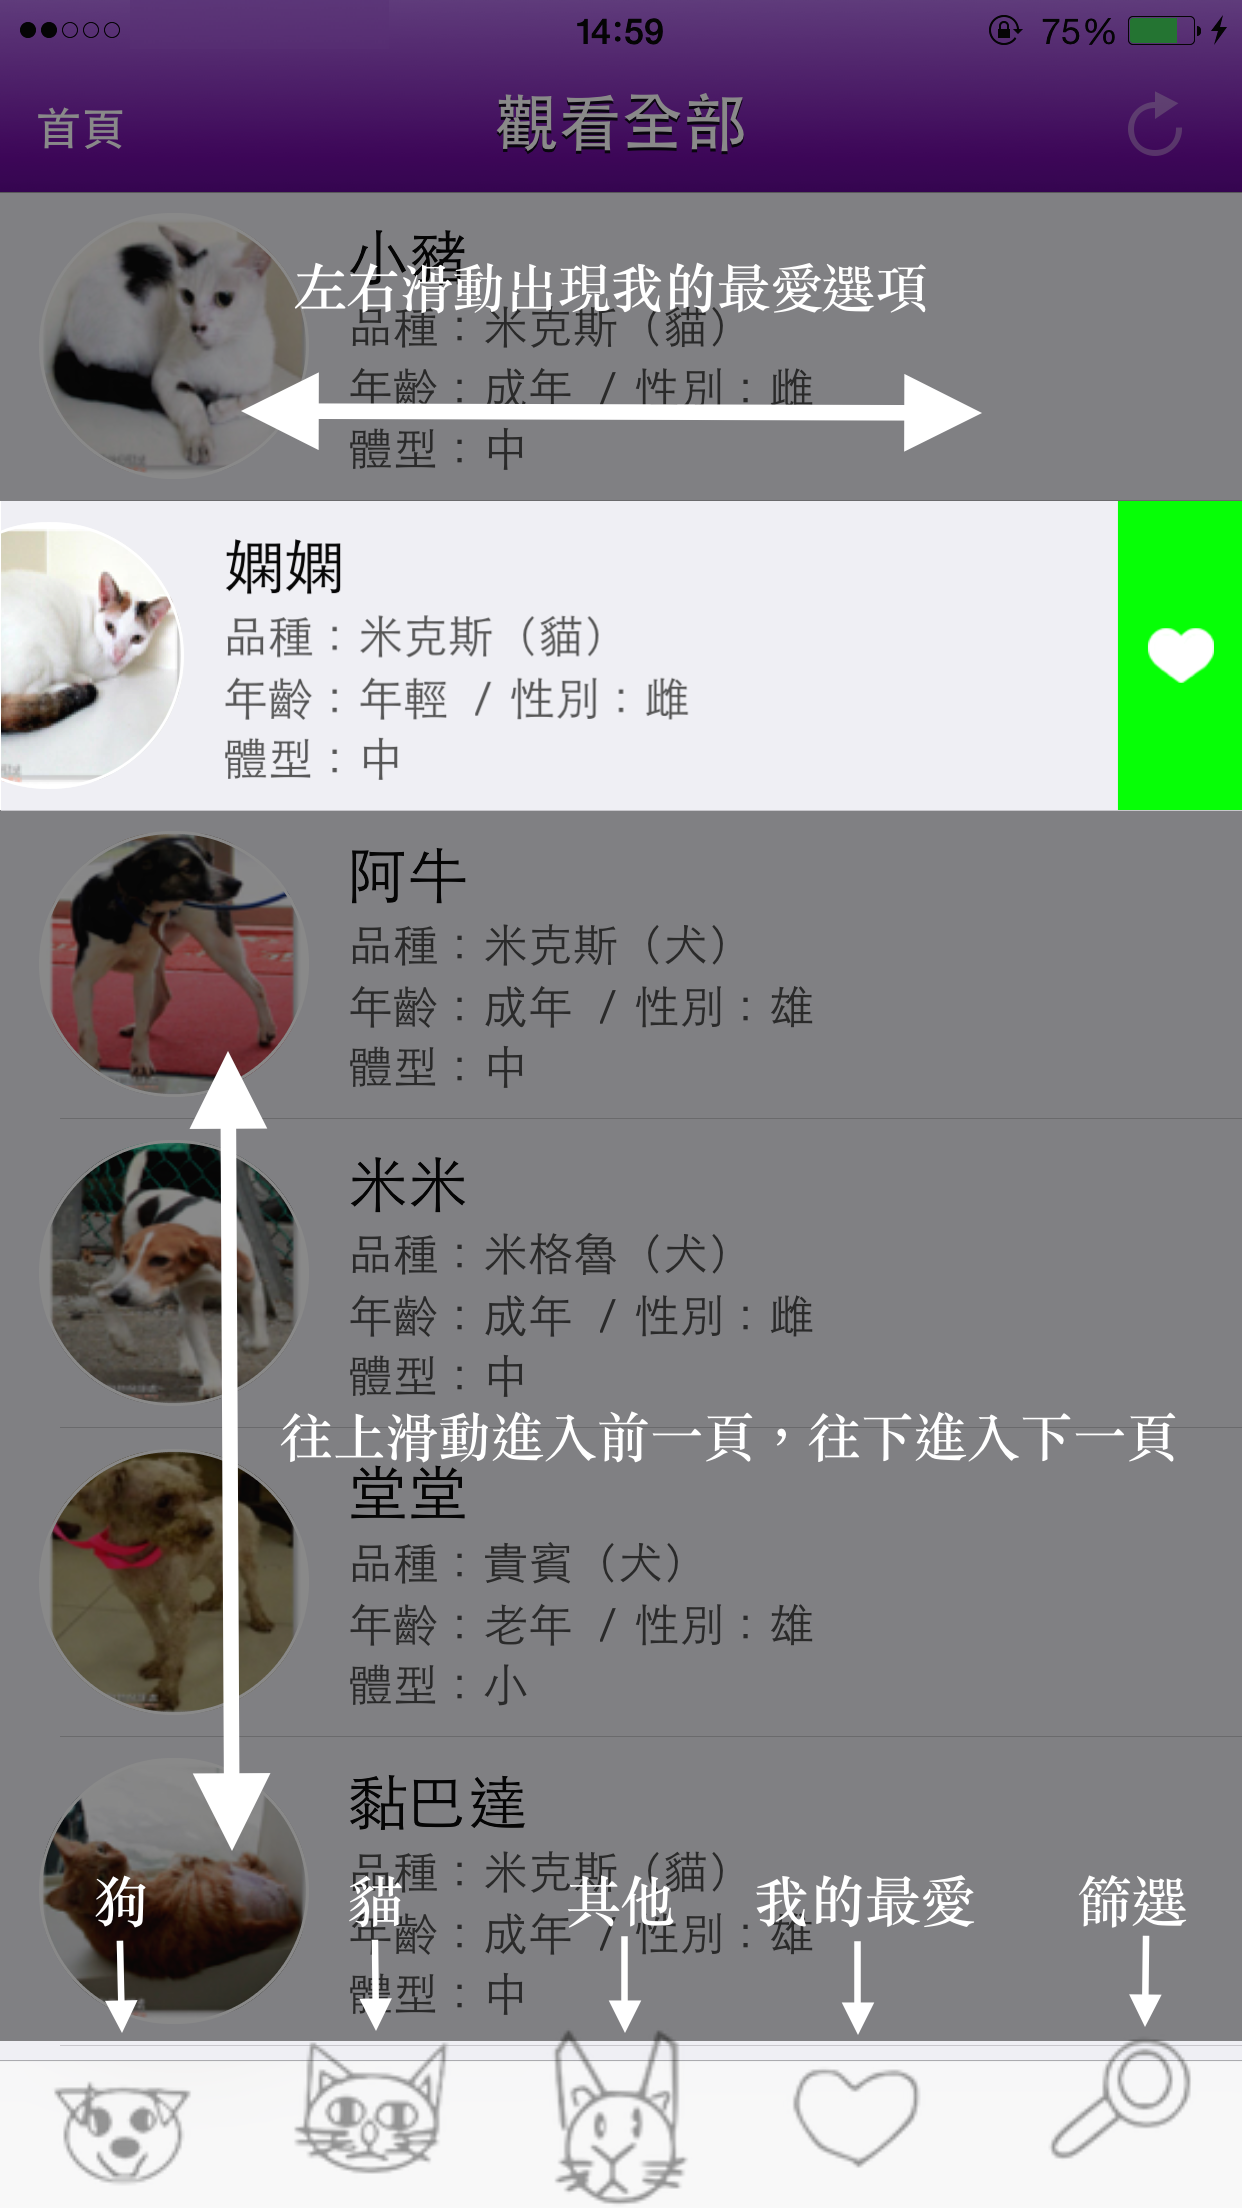 14:59
75%
首頁
觀看全部
小豬
左右滑動出現我的最愛選項
品種：米克斯（貓）
年齡：成年 / 性別：雌
體型：中
嫻嫻
品種：米克斯（貓）
年齡：年輕 / 性別：雌
體型：中
阿牛
品種：米克斯（犬）
年齡：成年 / 性別：雄
體型：中
米米
品種：米格魯（犬）
年齡：成年 / 性別：雌
體型：中
往上滑動進入前一頁，往下進入下一頁
堂堂
品種：貴賓（犬）
年齡：老年 / 性別：雄
體型：小
黏巴達
品種：米克斯（貓）
狗 貓 其他 我的最愛 篩選
年齡：成年 / 性別：雄
體型：中